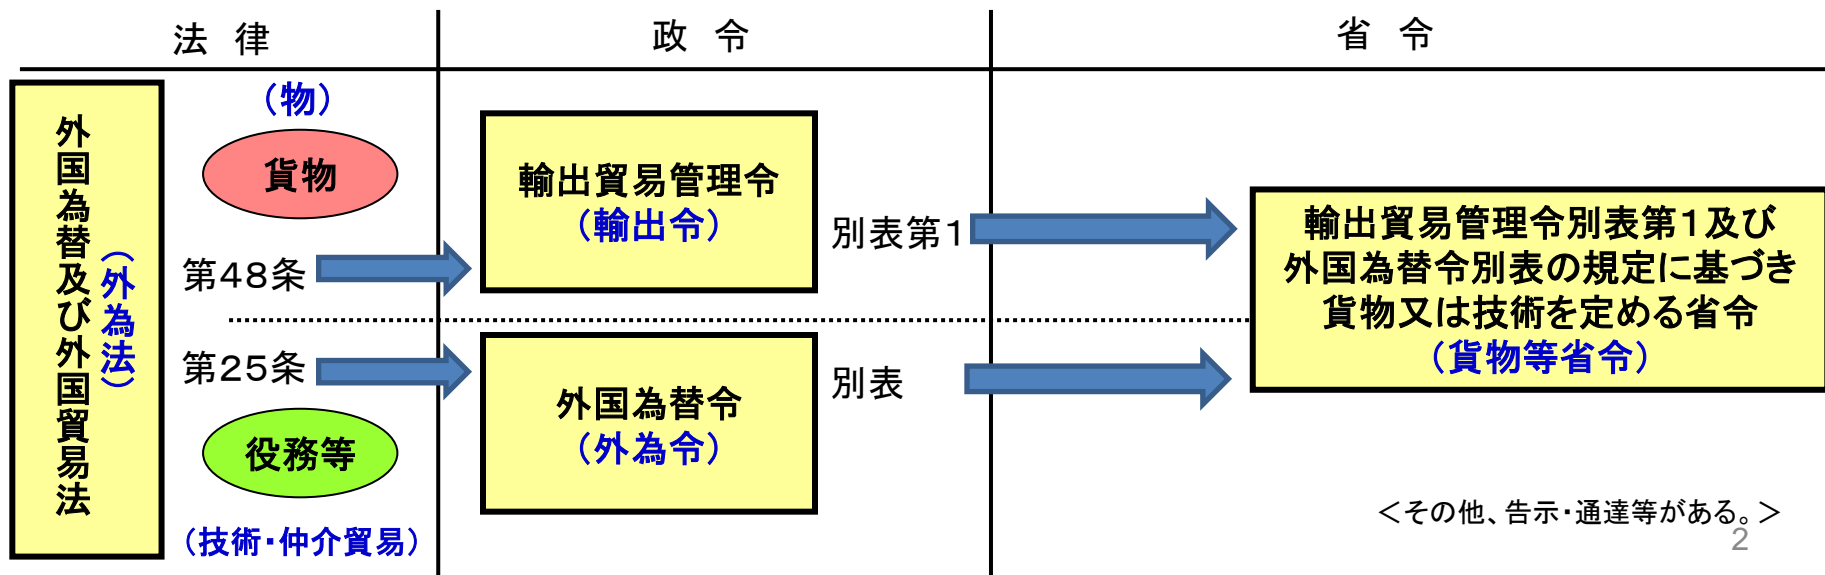 法　律
政　令
省　令
外国為替及び外国貿易法
（外為法）
（物）
貨物
第４８条
第２５条
役務等
（技術・仲介貿易）
輸出貿易管理令
（輸出令）
別表第１
外国為替令
（外為令）
別表
輸出貿易管理令別表第１及び
外国為替令別表の規定に基づき
貨物又は技術を定める省令
（貨物等省令）
＜その他、告示・通達等がある。＞
2